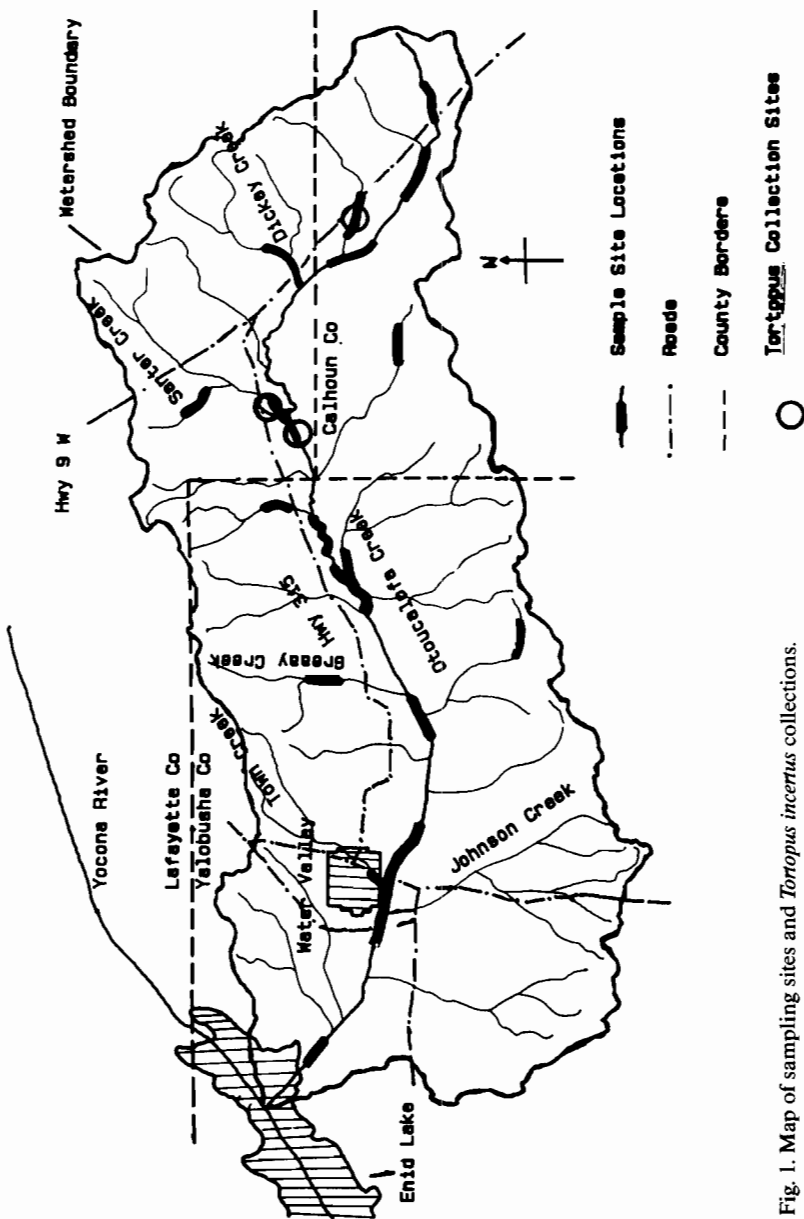 Hwy 9 W
Watershed Boundary
Yocona River
Santer Creek
Dickey Creek
Lafayette Co
Yalobusha Co
Town Creek
Grassy Creek
Hwy 315
Calhoun Co
Water Valley
Otoucalofa Creek
Enid Lake
Johnson Creek
N
Sample Site Locations
Roads
County Borders
Tortopus Collection Sites
Fig. 1. Map of sampling sites and Tortopus incertus collections.